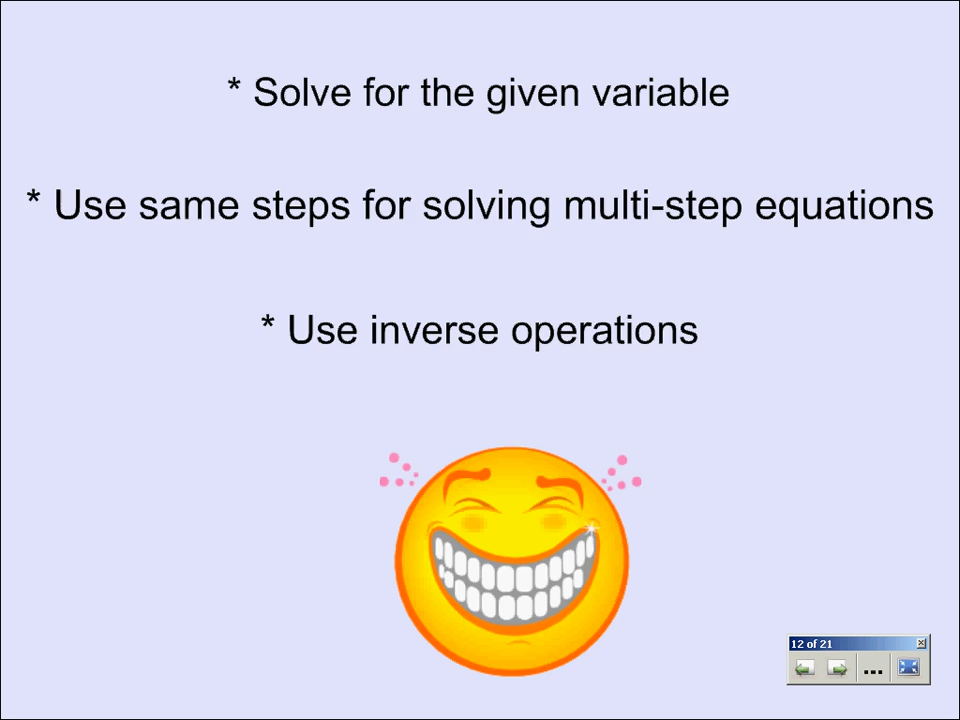 * Solve for the given variable
* Use same steps for solving multi-step equations
* Use inverse operations
12 of 21
...